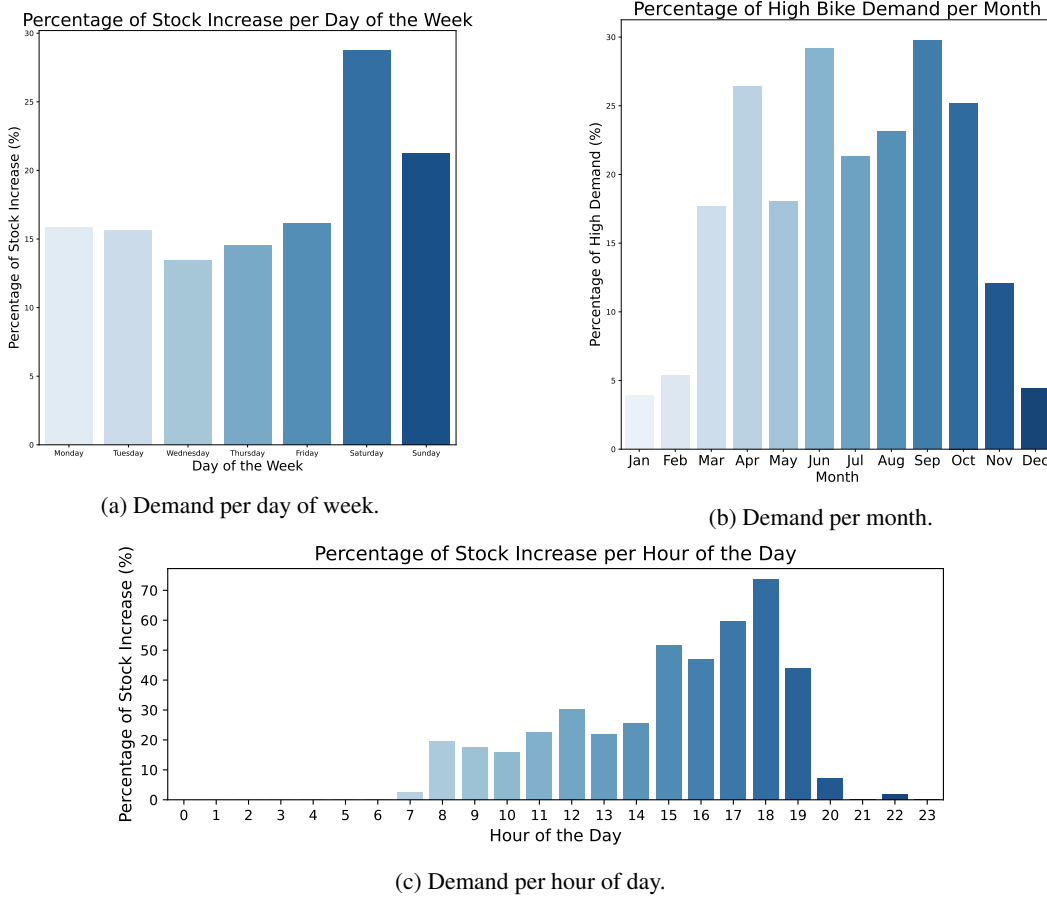 Percentage of Stock Increase per Day of the Week
Percentage of Stock Increase (%)
30
25
20
15
10
5
0
Monday Tuesday Wednesday Thursday Friday Saturday Sunday
Day of the Week
(a) Demand per day of week.
Percentage of High Bike Demand per Month
Percentage of High Demand (%)
30
25
20
15
10
5
0
Jan Feb Mar Apr May Jun Jul Aug Sep Oct Nov Dec
Month
(b) Demand per month.
Percentage of Stock Increase per Hour of the Day
Percentage of Stock Increase (%)
70
60
50
40
30
20
10
0
0 1 2 3 4 5 6 7 8 9 10 11 12 13 14 15 16 17 18 19 20 21 22 23
Hour of the Day
(c) Demand per hour of day.